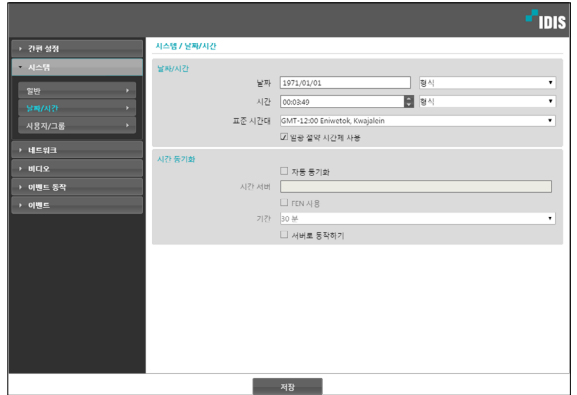 IDIS
간편 설정
시스템
일반
날짜/시간
사용자/그룹
네트워크
비디오
이벤트 동작
이벤트
시스템 / 날짜/시간
날짜/시간
날짜 1971/01/01 형식
시간 00:03:49 형식
표준 시간대 GMT-12:00 Eniwetok, Kwajalein
일광 절약 시간제 사용
시간 동기화
자동 동기화
시간 서버
FEN 사용
기간 30 분
서버로 동작하기
저장